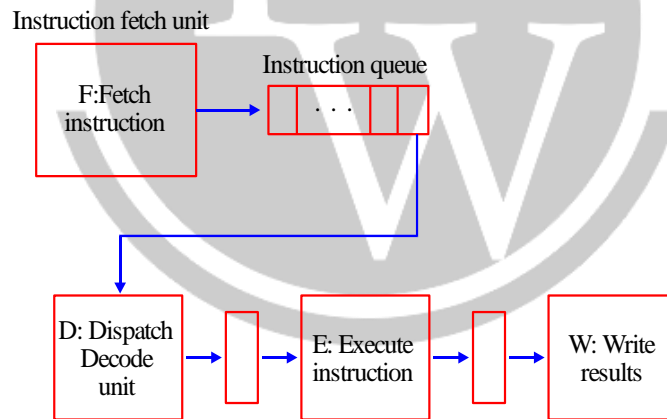 Instruction fetch unit
F:Fetch
instruction
Instruction queue
. . .
D: Dispatch
Decode
unit
E: Execute
instruction
W: Write
results
W